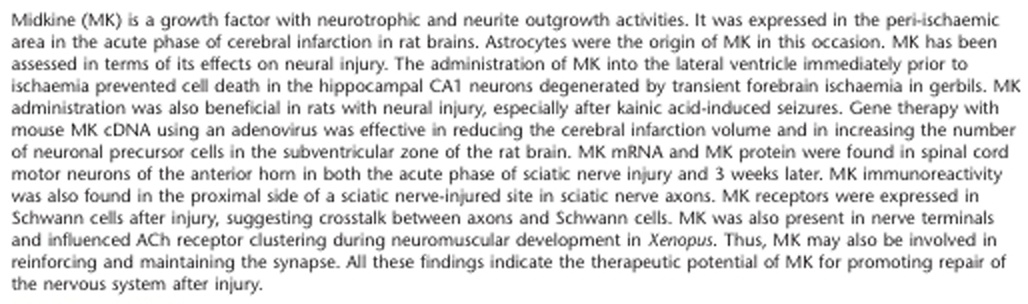 Midkine (MK) is a growth factor with neurotrophic and neurite outgrowth activities. It was expressed in the peri-ischaemic
area in the acute phase of cerebral infarction in rat brains. Astrocytes were the origin of MK in this occasion. MK has been
assessed in terms of its effects on neural injury. The administration of MK into the lateral ventricle immediately prior to
ischaemia prevented cell death in the hippocampal CA1 neurons degenerated by transient forebrain ischaemia in gerbils. MK
administration was also beneficial in rats with neural injury, especially after kainic acid-induced seizures. Gene therapy with
mouse MK cDNA using an adenovirus was effective in reducing the cerebral infarction volume and in increasing the number
of neuronal precursor cells in the subventricular zone of the rat brain. MK mRNA and MK protein were found in spinal cord
motor neurons of the anterior horn in both the acute phase of sciatic nerve injury and 3 weeks later. MK immunoreactivity
was also found in the proximal side of a sciatic nerve-injured site in sciatic nerve axons. MK receptors were expressed in
Schwann cells after injury, suggesting crosstalk between axons and Schwann cells. MK was also present in nerve terminals
and influenced ACh receptor clustering during neuromuscular development in Xenopus. Thus, MK may also be involved in
reinforcing and maintaining the synapse. All these findings indicate the therapeutic potential of MK for promoting repair of
the nervous system after injury.